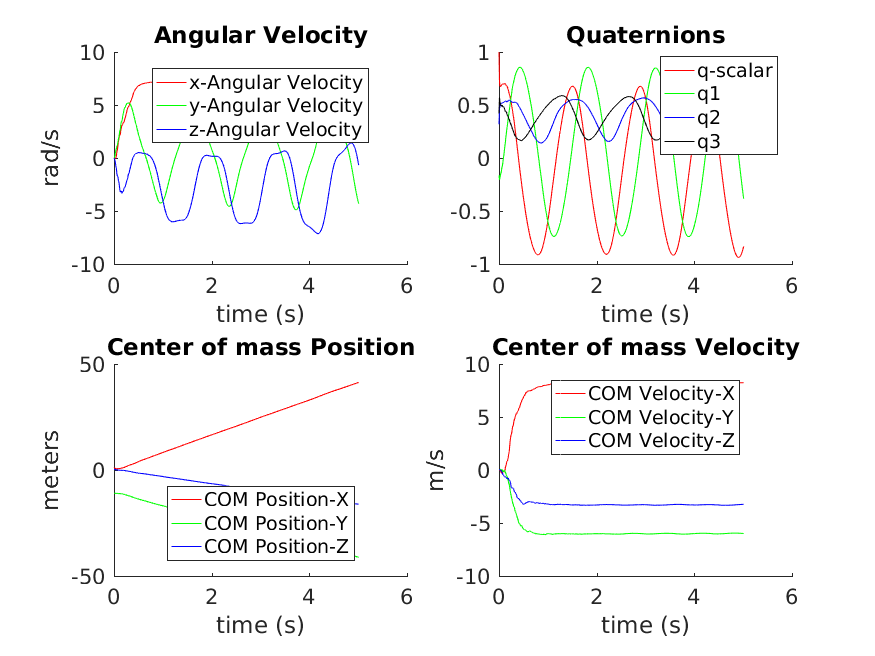 Angular Velocity
10
5
0
-5
-10
rad/s
x-Angular Velocity
y-Angular Velocity
z-Angular Velocity
0
2
4
6
time (s)
Quaternions
1
0.5
0
-0.5
-1
q-scalar
q1
q2
q3
0
2
4
6
time (s)
Center of mass Position
50
0
-50
meters
COM Position-X
COM Position-Y
COM Position-Z
0
2
4
6
time (s)
Center of mass Velocity
10
5
0
-5
-10
m/s
COM Velocity-X
COM Velocity-Y
COM Velocity-Z
0
2
4
6
time (s)